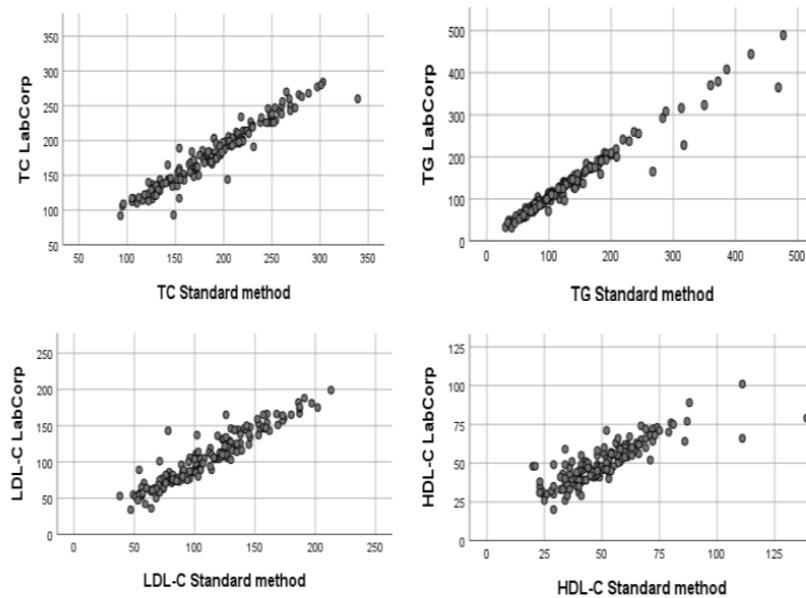 TC LabCorp
350
300
250
200
150
100
50
50 100 150 200 250 300 350
TC Standard method
TG LabCorp
500
400
300
200
100
0
0 100 200 300 400 500
TG Standard method
LDL-C LabCorp
250
200
150
100
50
0
0 50 100 150 200 250
LDL-C Standard method
HDL-C LabCorp
125
100
75
50
25
0
0 25 50 75 100 125
HDL-C Standard method